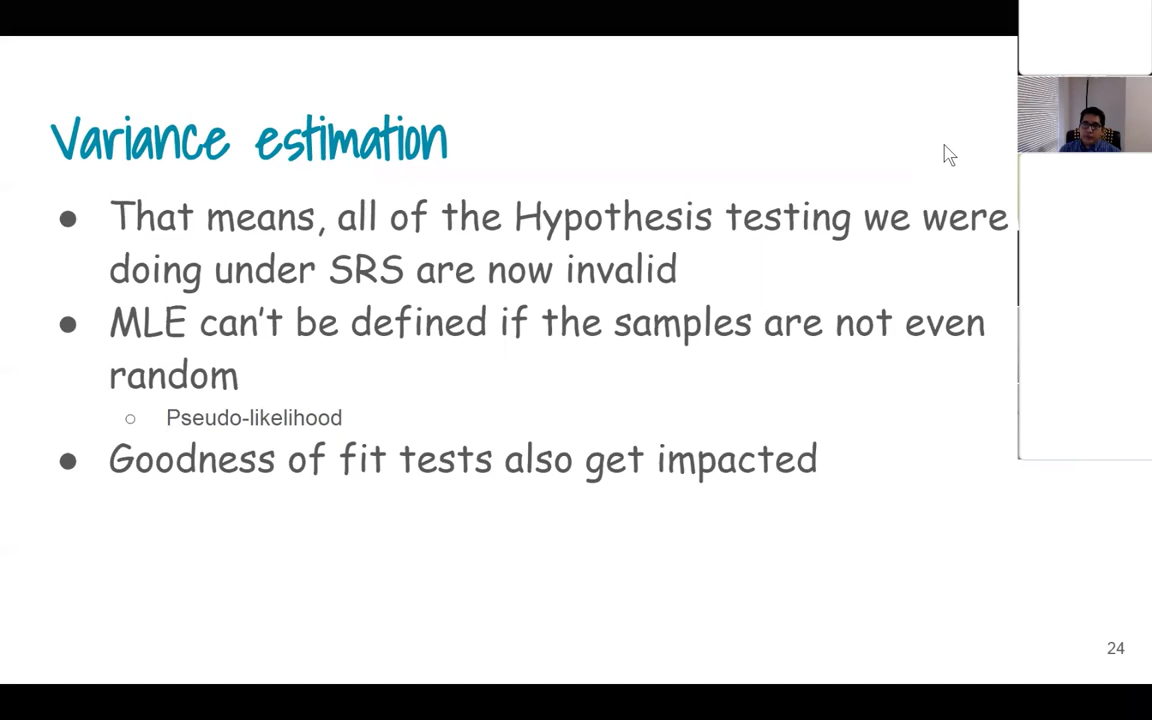 Variance estimation
● That means, all of the Hypothesis testing we were
doing under SRS are now invalid
● MLE can't be defined if the samples are not even
random
○ Pseudo-likelihood
● Goodness of fit tests also get impacted
24